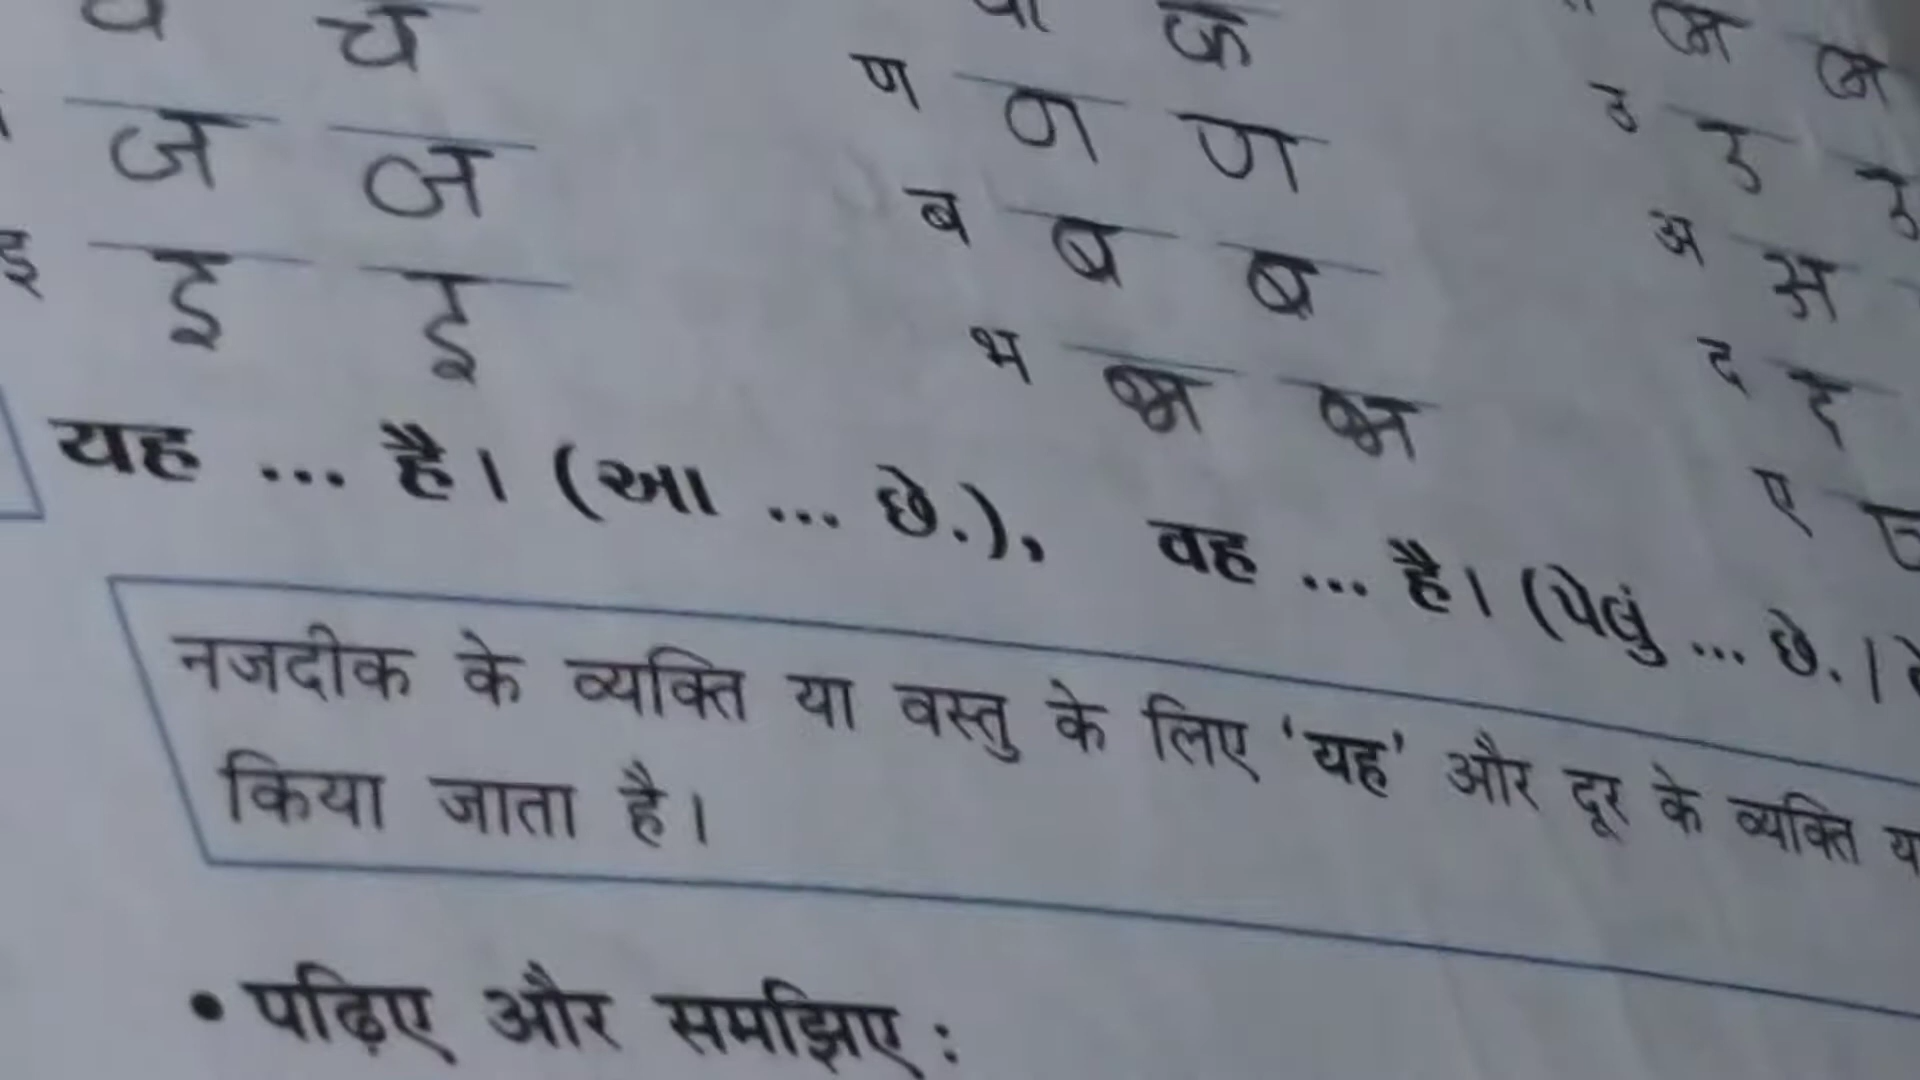 च
ज ज
इ इ इ
ण ण ण
ब ब ब
भ भ भ
उ उ
अ अ
द द
ए
यह ... है। (આ ... છે.), वह ... है। (પેલું ... છે. ।
नजदीक के व्यक्ति या वस्तु के लिए ‘यह’ और दूर के व्यक्ति
किया जाता है।
• पढ़िए और समझिए :